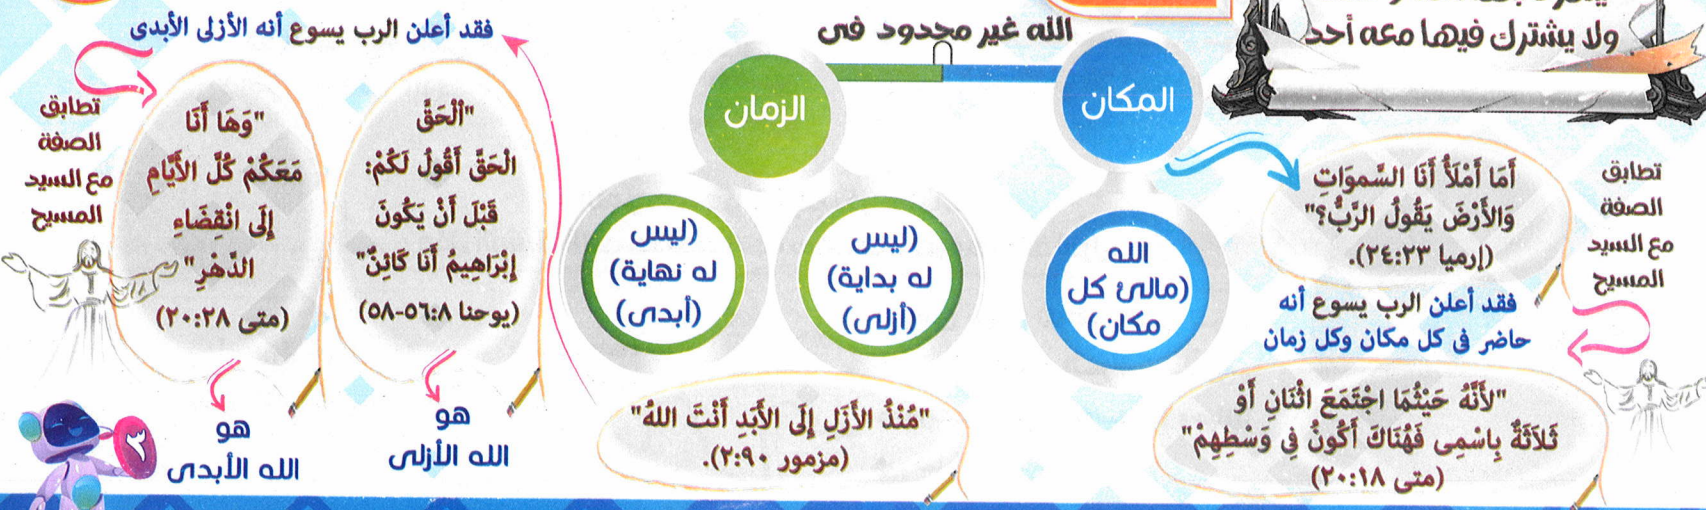 ولا يشترك فيها معه أحد
الله غير محدود فى
المكان
الزمان
الله
(مالئ كل
مكان)
(ليس
له بداية)
(أزلى)
(ليس
له نهاية)
(أبدى)
أَمَا أَمْلَأُ أَنَا السَّموَاتِ
وَالأَرْضَ يَقُولُ الرَّبُّ؟"
(إرميا ٢٤:٢٣).
تطابق
الصفة
مع السيد
المسيح
فقد أعلن الرب يسوع أنه
حاضر فى كل مكان وكل زمان
"لأَنَّهُ حَيْثُمَا اجْتَمَعَ اثْنَانِ أَوْ
ثَلاَثَةٌ بِاسْمِى فَهُنَاكَ أَكُونُ فِي وَسْطِهِمْ"
(متى ٢٠:١٨)
"مُنْذُ الأَزَلِ إِلَى الأَبَدِ أَنْتَ اللهُ"
(مزمور ٢:٩٠).
فقد أعلن الرب يسوع أنه الأزلى الأبدى
"اَلْحَقَّ
الْحَقَّ أَقُولُ لَكُمْ:
قَبْلَ أَنْ يَكُونَ
إِبْرَاهِيمُ أَنَا كَائِنٌ"
(يوحنا ٥٦:٨-٥٨)
هو
الله الأزلى
"وَهَا أَنَا
مَعَكُمْ كُلَّ الأَيَّامِ
إِلَى انْقِضَاءِ
الدَّهْرِ"
(متى ٢٠:٢٨)
هو
الله الأبدى
تطابق
الصفة
مع السيد
المسيح
٣